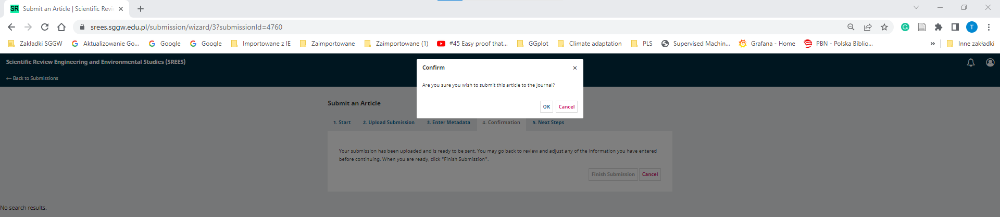 SR Submit an Article | Scientific Revi
srees.sggw.edu.pl/submission/wizard/3?submissionId=4760
T
Zakładki SGGW Aktualizowanie Go... Google Google Importowane z IE Zaimportowane Zaimportowane (1) #45 Easy proof that... GGplot Climate adaptation PLS Supervised Machin... Grafana - Home PBN - Polska Biblio... » Inne zakładki
Scientific Review Engineering and Environmental Studies (SREES)
← Back to Submissions
Confirm ×
Are you sure you wish to submit this article to the journal?
OK Cancel
Submit an Article
1. Start 2. Upload Submission 3. Enter Metadata 4. Confirmation 5. Next Steps
Your submission has been uploaded and is ready to be sent. You may go back to review and adjust any of the information you have entered
before continuing. When you are ready, click "Finish Submission".
Finish Submission Cancel
No search results.